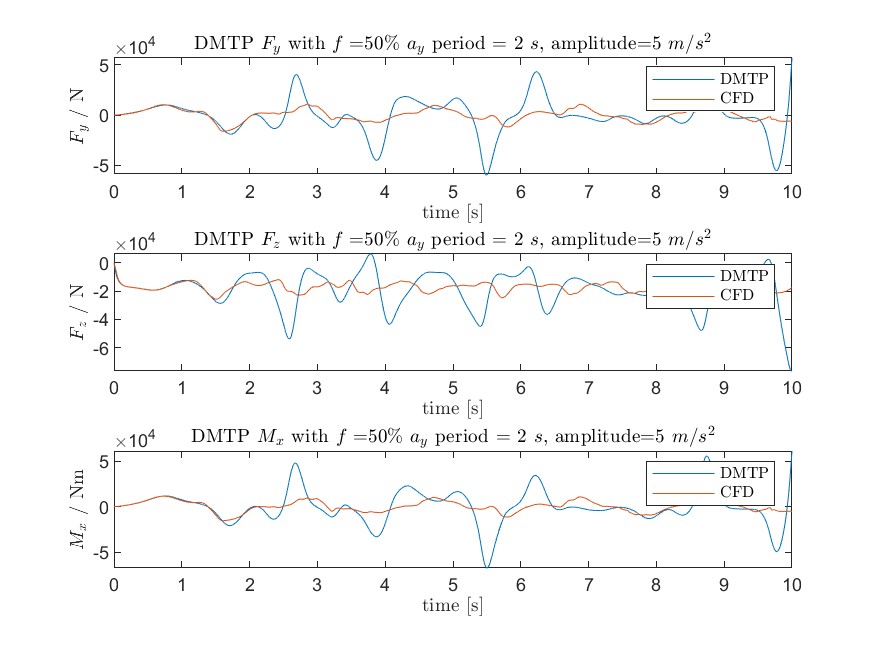 DMTP F_y with f =50% a_y period = 2 s, amplitude=5 m/s²
×10⁴
5
0
-5
F_y / N
DMTP
CFD
0 1 2 3 4 5 6 7 8 9 10
time [s]
DMTP F_z with f =50% a_y period = 2 s, amplitude=5 m/s²
×10⁴
0
-2
-4
-6
F_z / N
DMTP
CFD
0 1 2 3 4 5 6 7 8 9 10
time [s]
DMTP M_x with f =50% a_y period = 2 s, amplitude=5 m/s²
×10⁴
5
0
-5
M_x / Nm
DMTP
CFD
0 1 2 3 4 5 6 7 8 9 10
time [s]